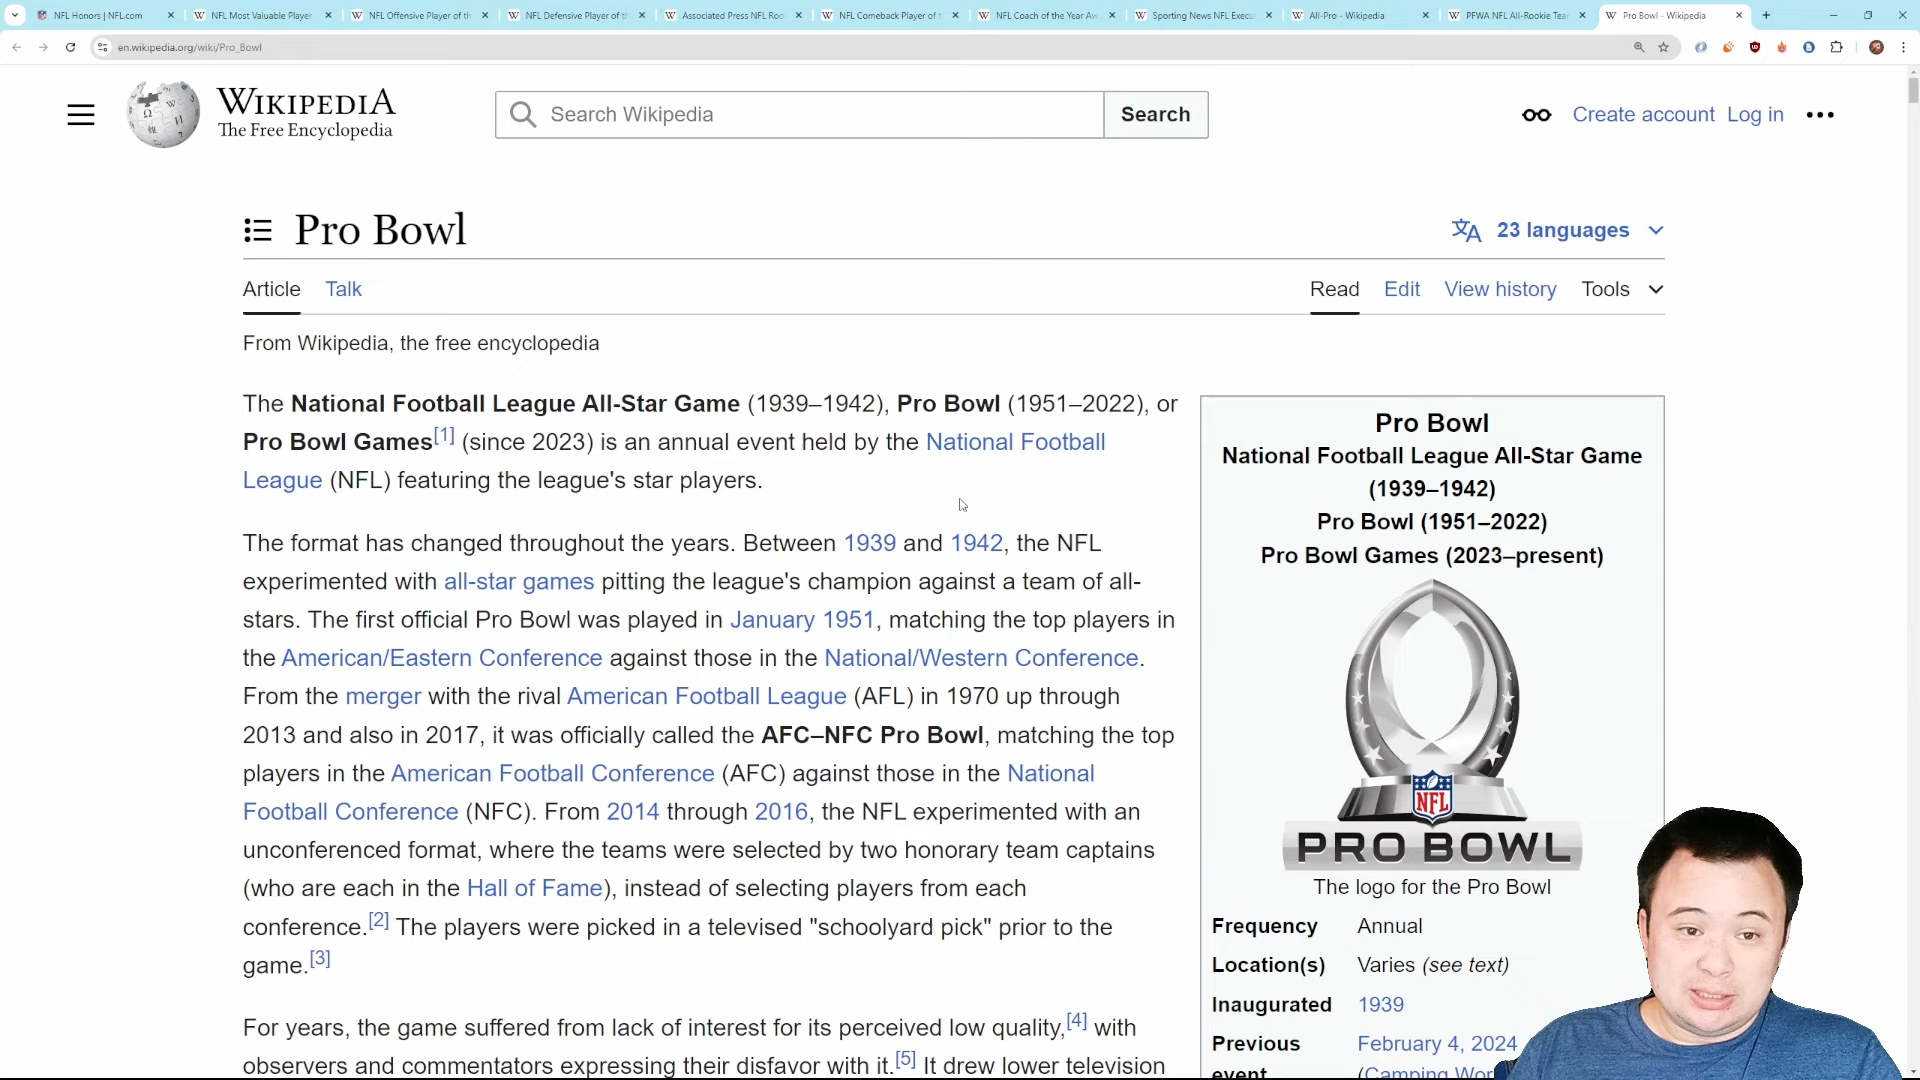 NFL Honors | NFL.com
NFL Most Valuable Player
NFL Offensive Player of th
NFL Defensive Player of th
Associated Press NFL Roo
NFL Comeback Player of t
NFL Coach of the Year Aw
Sporting News NFL Execu
All-Pro - Wikipedia
PFWA NFL All-Rookie Tea
Pro Bowl - Wikipedia
en.wikipedia.org/wiki/Pro_Bowl
WIKIPEDIA
The Free Encyclopedia
Search Wikipedia
Search
Create account
Log in
Pro Bowl
23 languages
Article
Talk
Read
Edit
View history
Tools
From Wikipedia, the free encyclopedia
The National Football League All-Star Game (1939–1942), Pro Bowl (1951–2022), or
Pro Bowl Games[1] (since 2023) is an annual event held by the National Football
League (NFL) featuring the league's star players.
The format has changed throughout the years. Between 1939 and 1942, the NFL
experimented with all-star games pitting the league's champion against a team of all-
stars. The first official Pro Bowl was played in January 1951, matching the top players in
the American/Eastern Conference against those in the National/Western Conference.
From the merger with the rival American Football League (AFL) in 1970 up through
2013 and also in 2017, it was officially called the AFC–NFC Pro Bowl, matching the top
players in the American Football Conference (AFC) against those in the National
Football Conference (NFC). From 2014 through 2016, the NFL experimented with an
unconferenced format, where the teams were selected by two honorary team captains
(who are each in the Hall of Fame), instead of selecting players from each
conference.[2] The players were picked in a televised "schoolyard pick" prior to the
game.[3]
For years, the game suffered from lack of interest for its perceived low quality,[4] with
observers and commentators expressing their disfavor with it.[5] It drew lower television
Pro Bowl
National Football League All-Star Game
(1939–1942)
Pro Bowl (1951–2022)
Pro Bowl Games (2023–present)
NFL
PRO BOWL
The logo for the Pro Bowl
Frequency Annual
Location(s) Varies (see text)
Inaugurated 1939
Previous February 4, 2024
event (Camping Wor